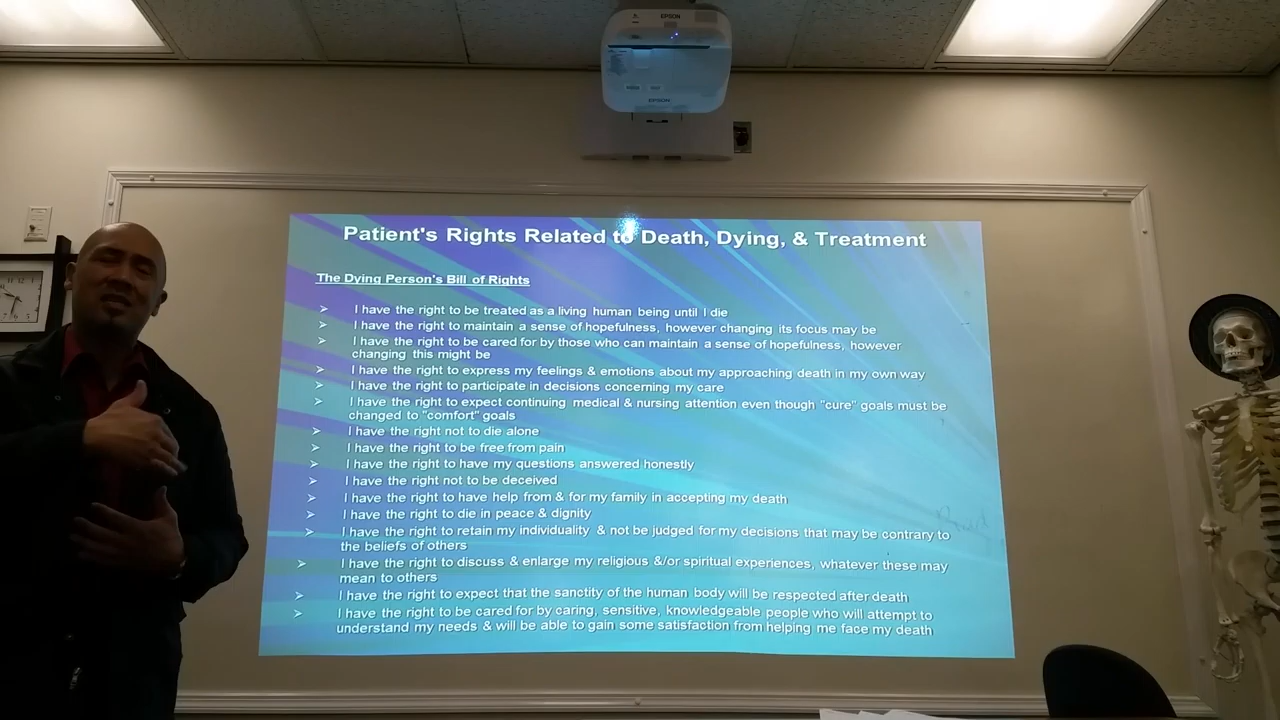 EPSON
EPSON
Patient's Rights Related to Death, Dying, & Treatment
The Dying Person's Bill of Rights
➢ I have the right to be treated as a living human being until I die
➢ I have the right to maintain a sense of hopefulness, however changing its focus may be
➢ I have the right to be cared for by those who can maintain a sense of hopefulness, however
changing this might be
➢ I have the right to express my feelings & emotions about my approaching death in my own way
➢ I have the right to participate in decisions concerning my care
➢ I have the right to expect continuing medical & nursing attention even though "cure" goals must be
changed to "comfort" goals
➢ I have the right not to die alone
➢ I have the right to be free from pain
➢ I have the right to have my questions answered honestly
➢ I have the right not to be deceived
➢ I have the right to have help from & for my family in accepting my death
➢ I have the right to die in peace & dignity
➢ I have the right to retain my individuality & not be judged for my decisions that may be contrary to
the beliefs of others
➢ I have the right to discuss & enlarge my religious &/or spiritual experiences, whatever these may
mean to others
➢ I have the right to expect that the sanctity of the human body will be respected after death
➢ I have the right to be cared for by caring, sensitive, knowledgeable people who will attempt to
understand my needs & will be able to gain some satisfaction from helping me face my death